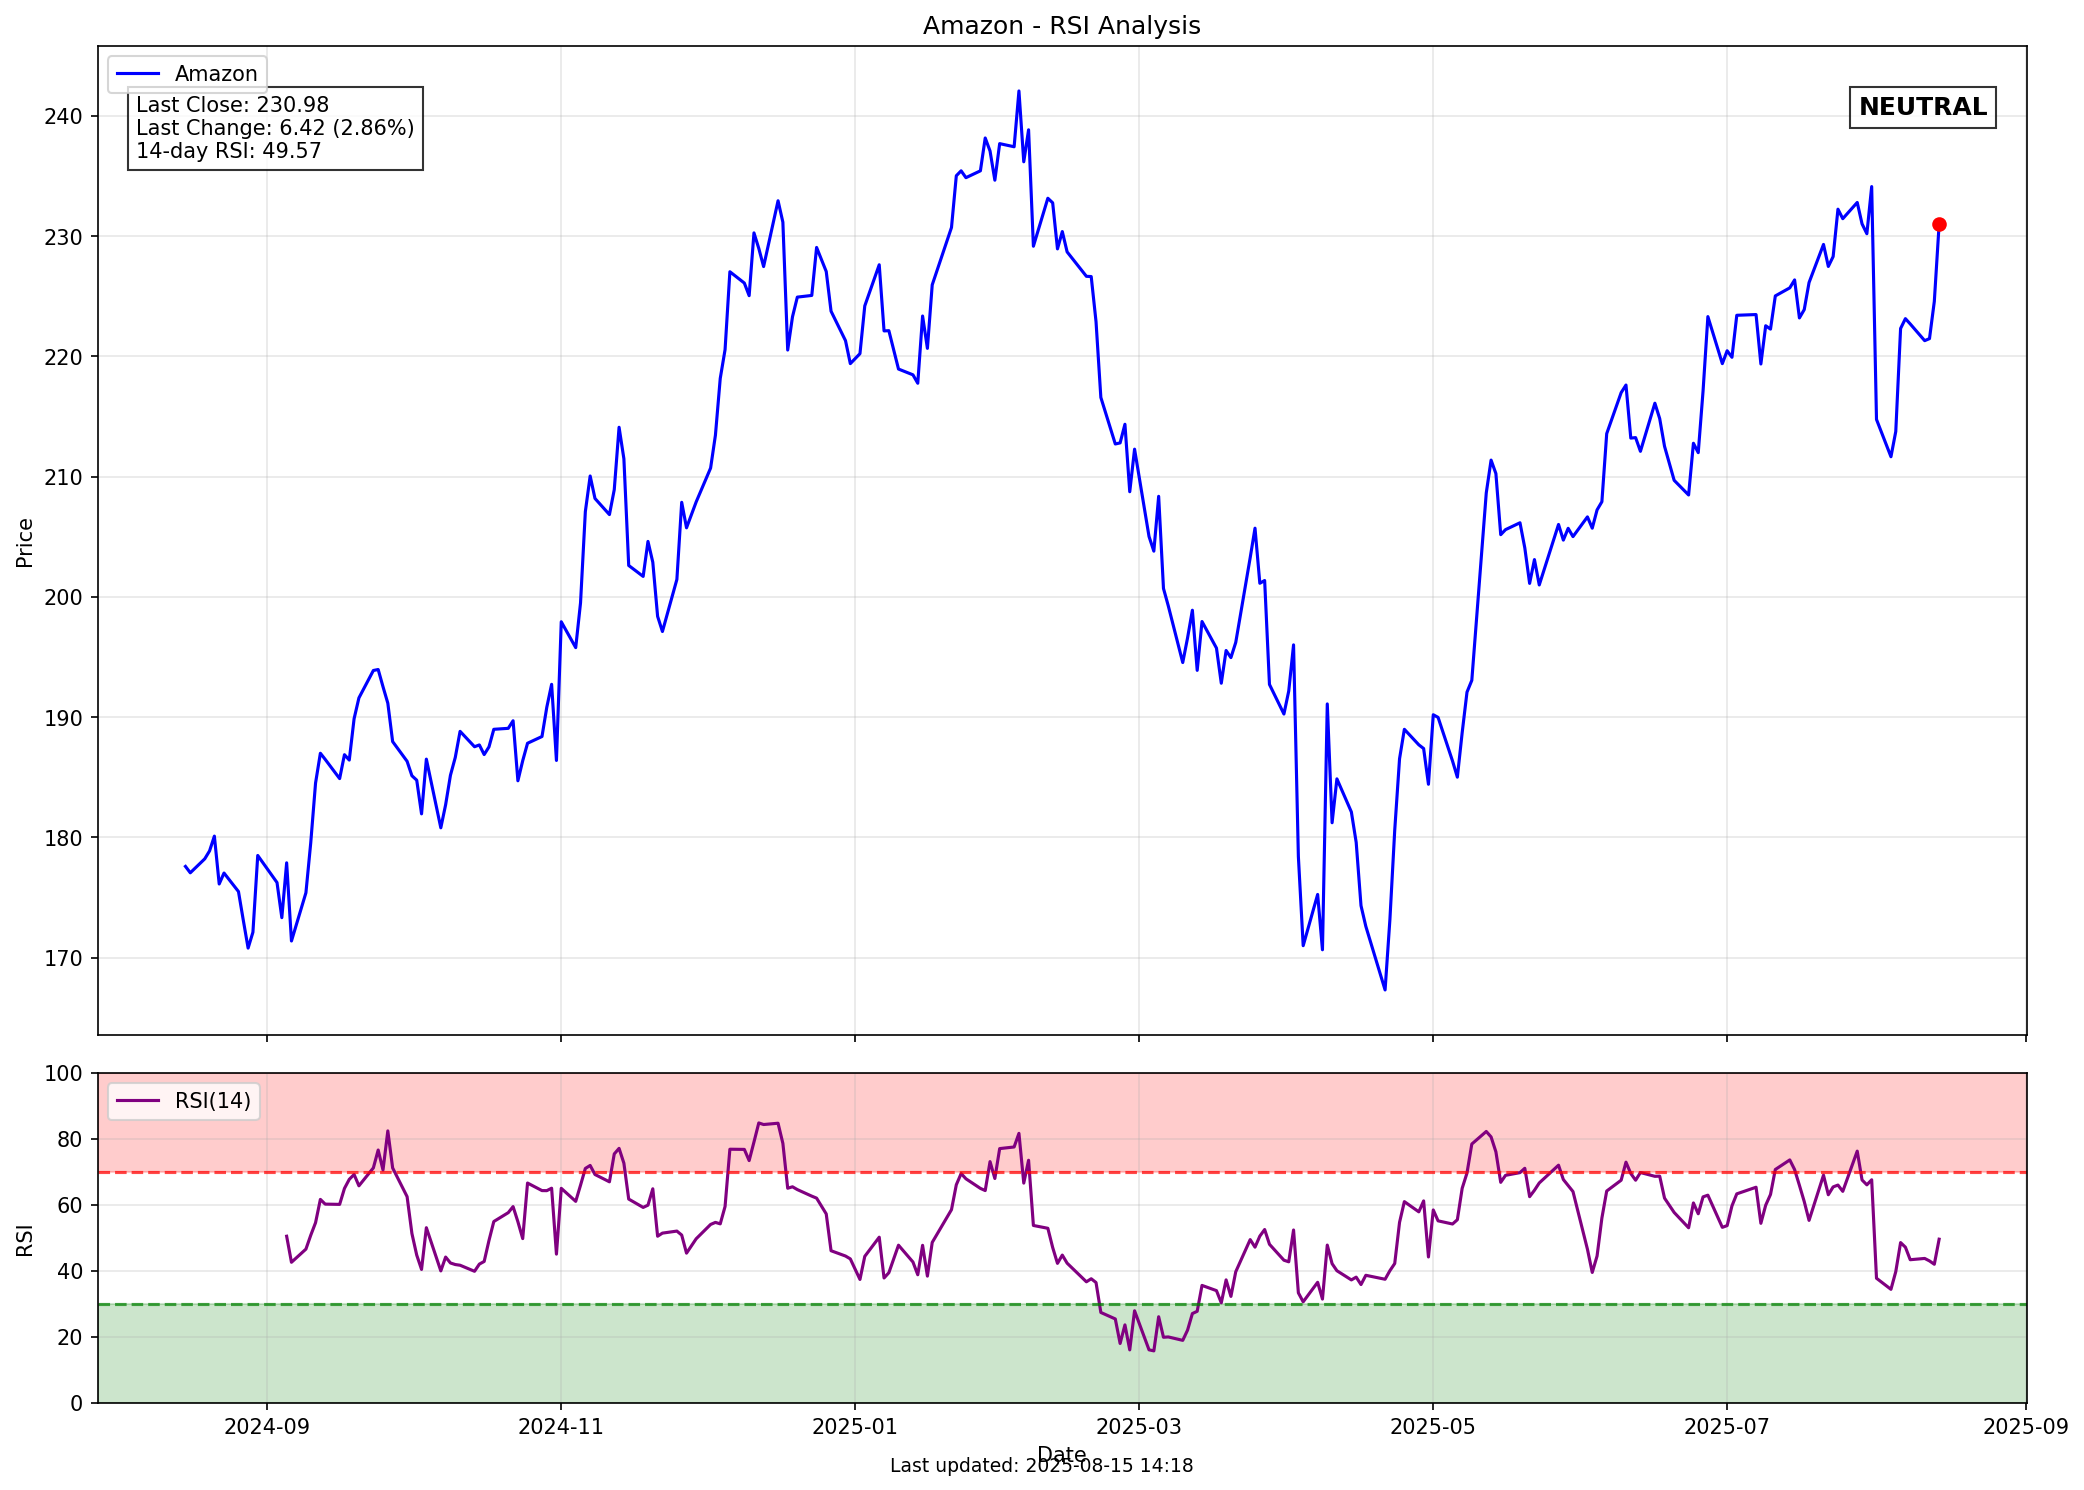 Amazon - RSI Analysis
Amazon
Last Close: 230.98
Last Change: 6.42 (2.86%)
14-day RSI: 49.57
NEUTRAL
240
230
220
210
200
190
180
170
Price
100
80
60
40
20
0
RSI
RSI(14)
2024-09
2024-11
2025-01
2025-03
2025-05
2025-07
2025-09
Date
Last updated: 2025-08-15 14:18